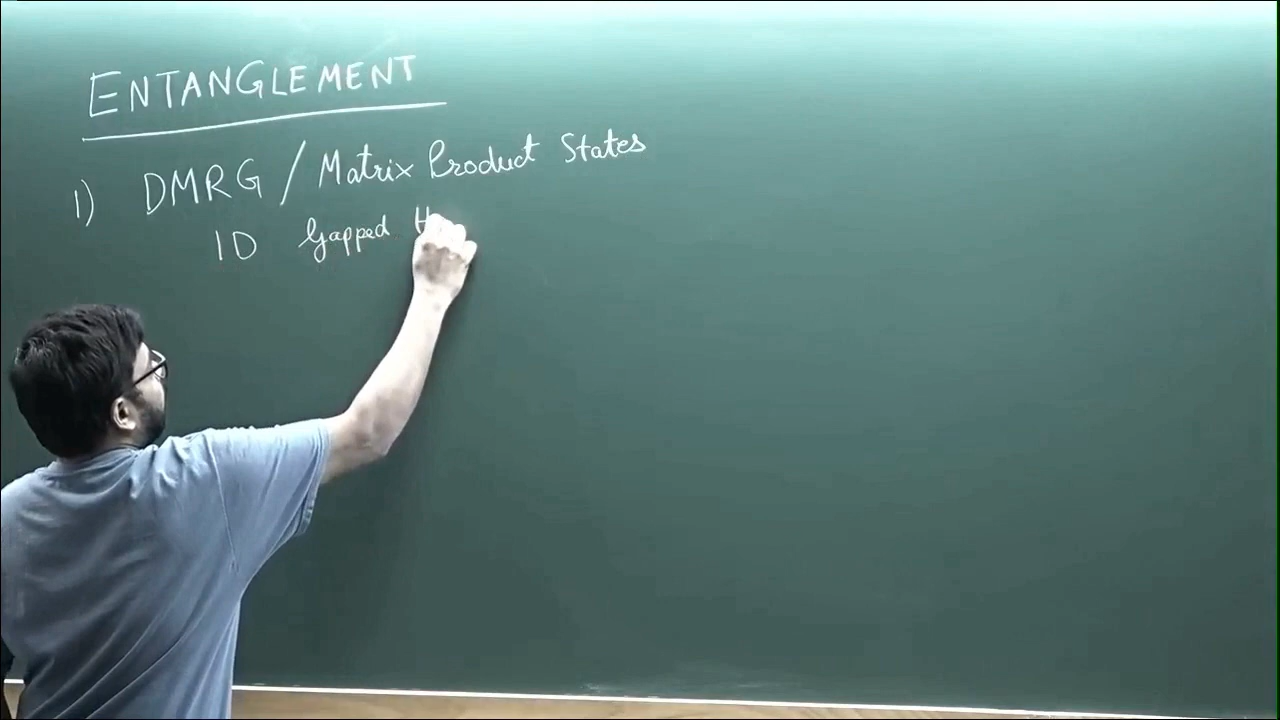 ENTANGLEMENT
1) DMRG / Matrix Product States
1D Gapped H